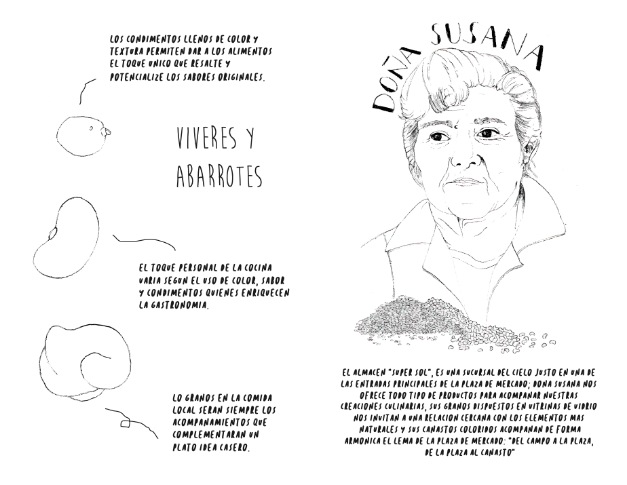 LOS CONDIMENTOS LLENOS DE COLOR Y
TEXTURA PERMITEN DAR A LOS ALIMENTOS
EL TOQUE UNICO QUE RESALTE Y
POTENCIALIZE LOS SABORES ORIGINALES.
VIVERES Y
ABARROTES
EL TOQUE PERSONAL DE LA COCINA
VARIA SEGUN EL USO DE COLOR, SABOR
Y CONDIMENTOS QUIENES ENRIQUECEN
LA GASTRONOMIA.
LO GRANOS EN LA COMIDA
LOCAL SERAN SIEMPRE LOS
ACOMPANAMIENTOS QUE
COMPLEMENTARAN UN
PLATO IDEA CASERO.
DOÑA SUSANA
EL ALMACEN "SUPER SOL", ES UNA SUCURSAL DEL CIELO JUSTO EN UNA DE
LAS ENTRADAS PRINCIPALES DE LA PLAZA DE MERCADO; DONA SUSANA NOS
OFRECE TODO TIPO DE PRODUCTOS PARA ACOMPANAR NUESTRAS
CREACIONES CULINARIAS, SUS GRANOS DISPUESTOS EN VITRINAS DE VIDRIO
NOS INVITAN A UNA RELACION CERCANA CON LOS ELEMENTOS MAS
NATURALES Y SUS CANASTOS COLORIDOS ACOMPANAN DE FORMA
ARMONICA EL LEMA DE LA PLAZA DE MERCADO: "DEL CAMPO A LA PLAZA,
DE LA PLAZA AL CANASTO"